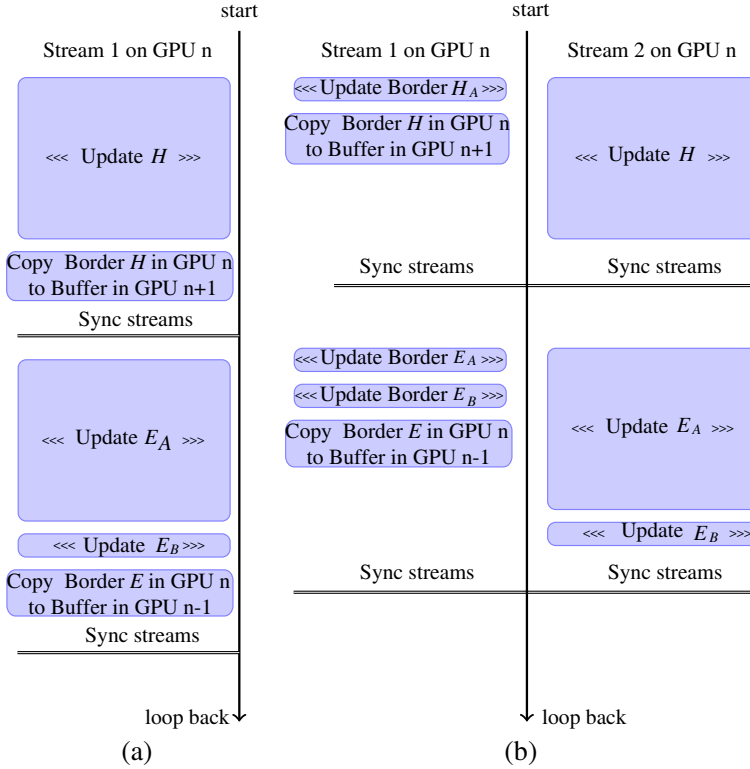 start
Stream 1 on GPU n
<<< Update H >>>
Copy Border H in GPU n
to Buffer in GPU n+1
Sync streams
<<< Update E_A >>>
<<< Update E_B >>>
Copy Border E in GPU n
to Buffer in GPU n-1
Sync streams
loop back
(a)
start
Stream 1 on GPU n
Stream 2 on GPU n
<<< Update Border H_A >>>
Copy Border H in GPU n
to Buffer in GPU n+1
<<< Update H >>>
Sync streams
Sync streams
<<< Update Border E_A >>>
<<< Update Border E_B >>>
Copy Border E in GPU n
to Buffer in GPU n-1
<<< Update E_A >>>
<<< Update E_B >>>
Sync streams
Sync streams
loop back
(b)